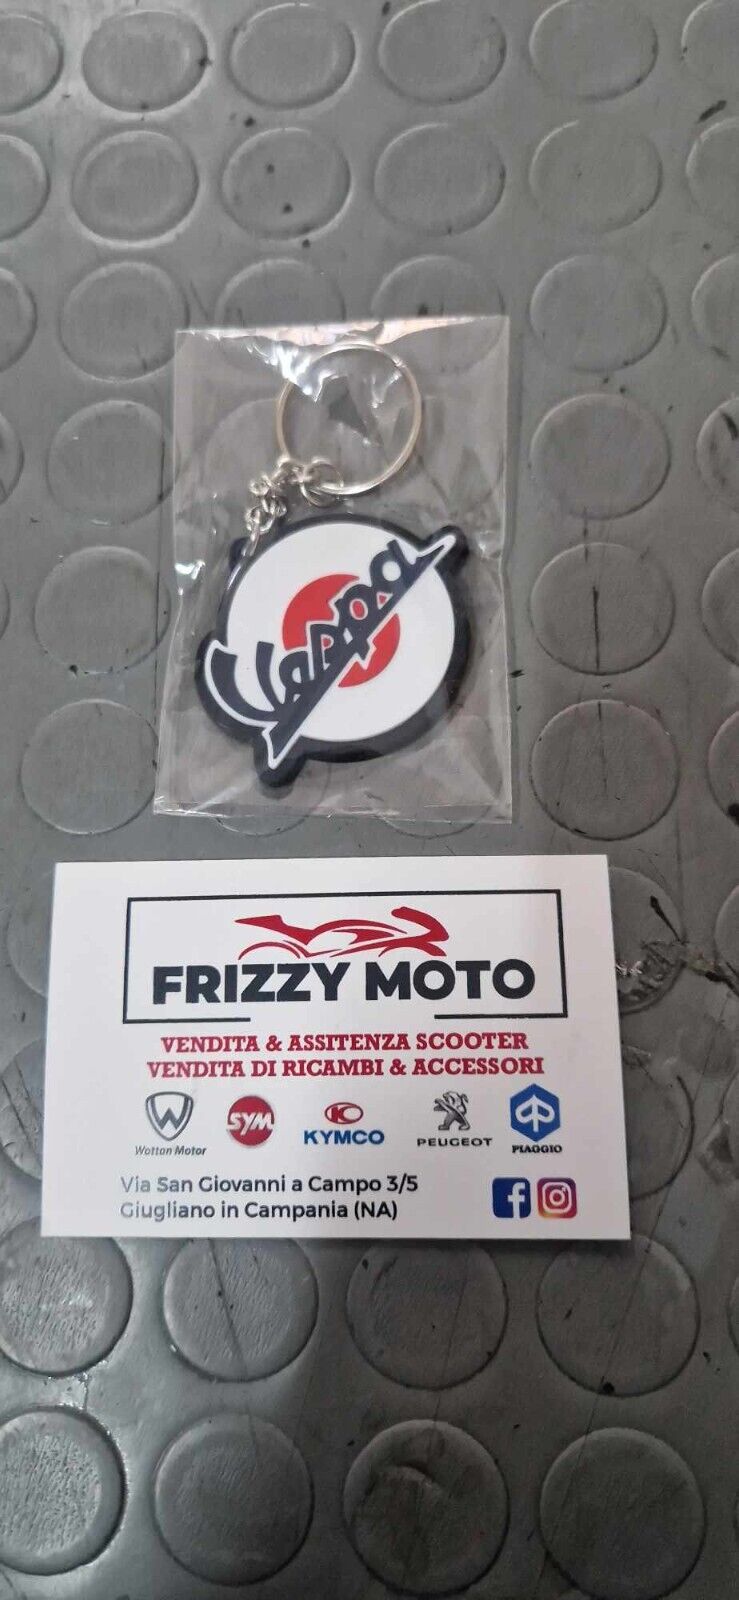 Vespa
FRIZZY MOTO
VENDITA & ASSITENZA SCOOTER
VENDITA DI RICAMBI & ACCESSORI
Wottan Motor
SYM
KYMCO
PEUGEOT
PIAGGIO
Via San Giovanni a Campo 3/5
Giugliano in Campania (NA)